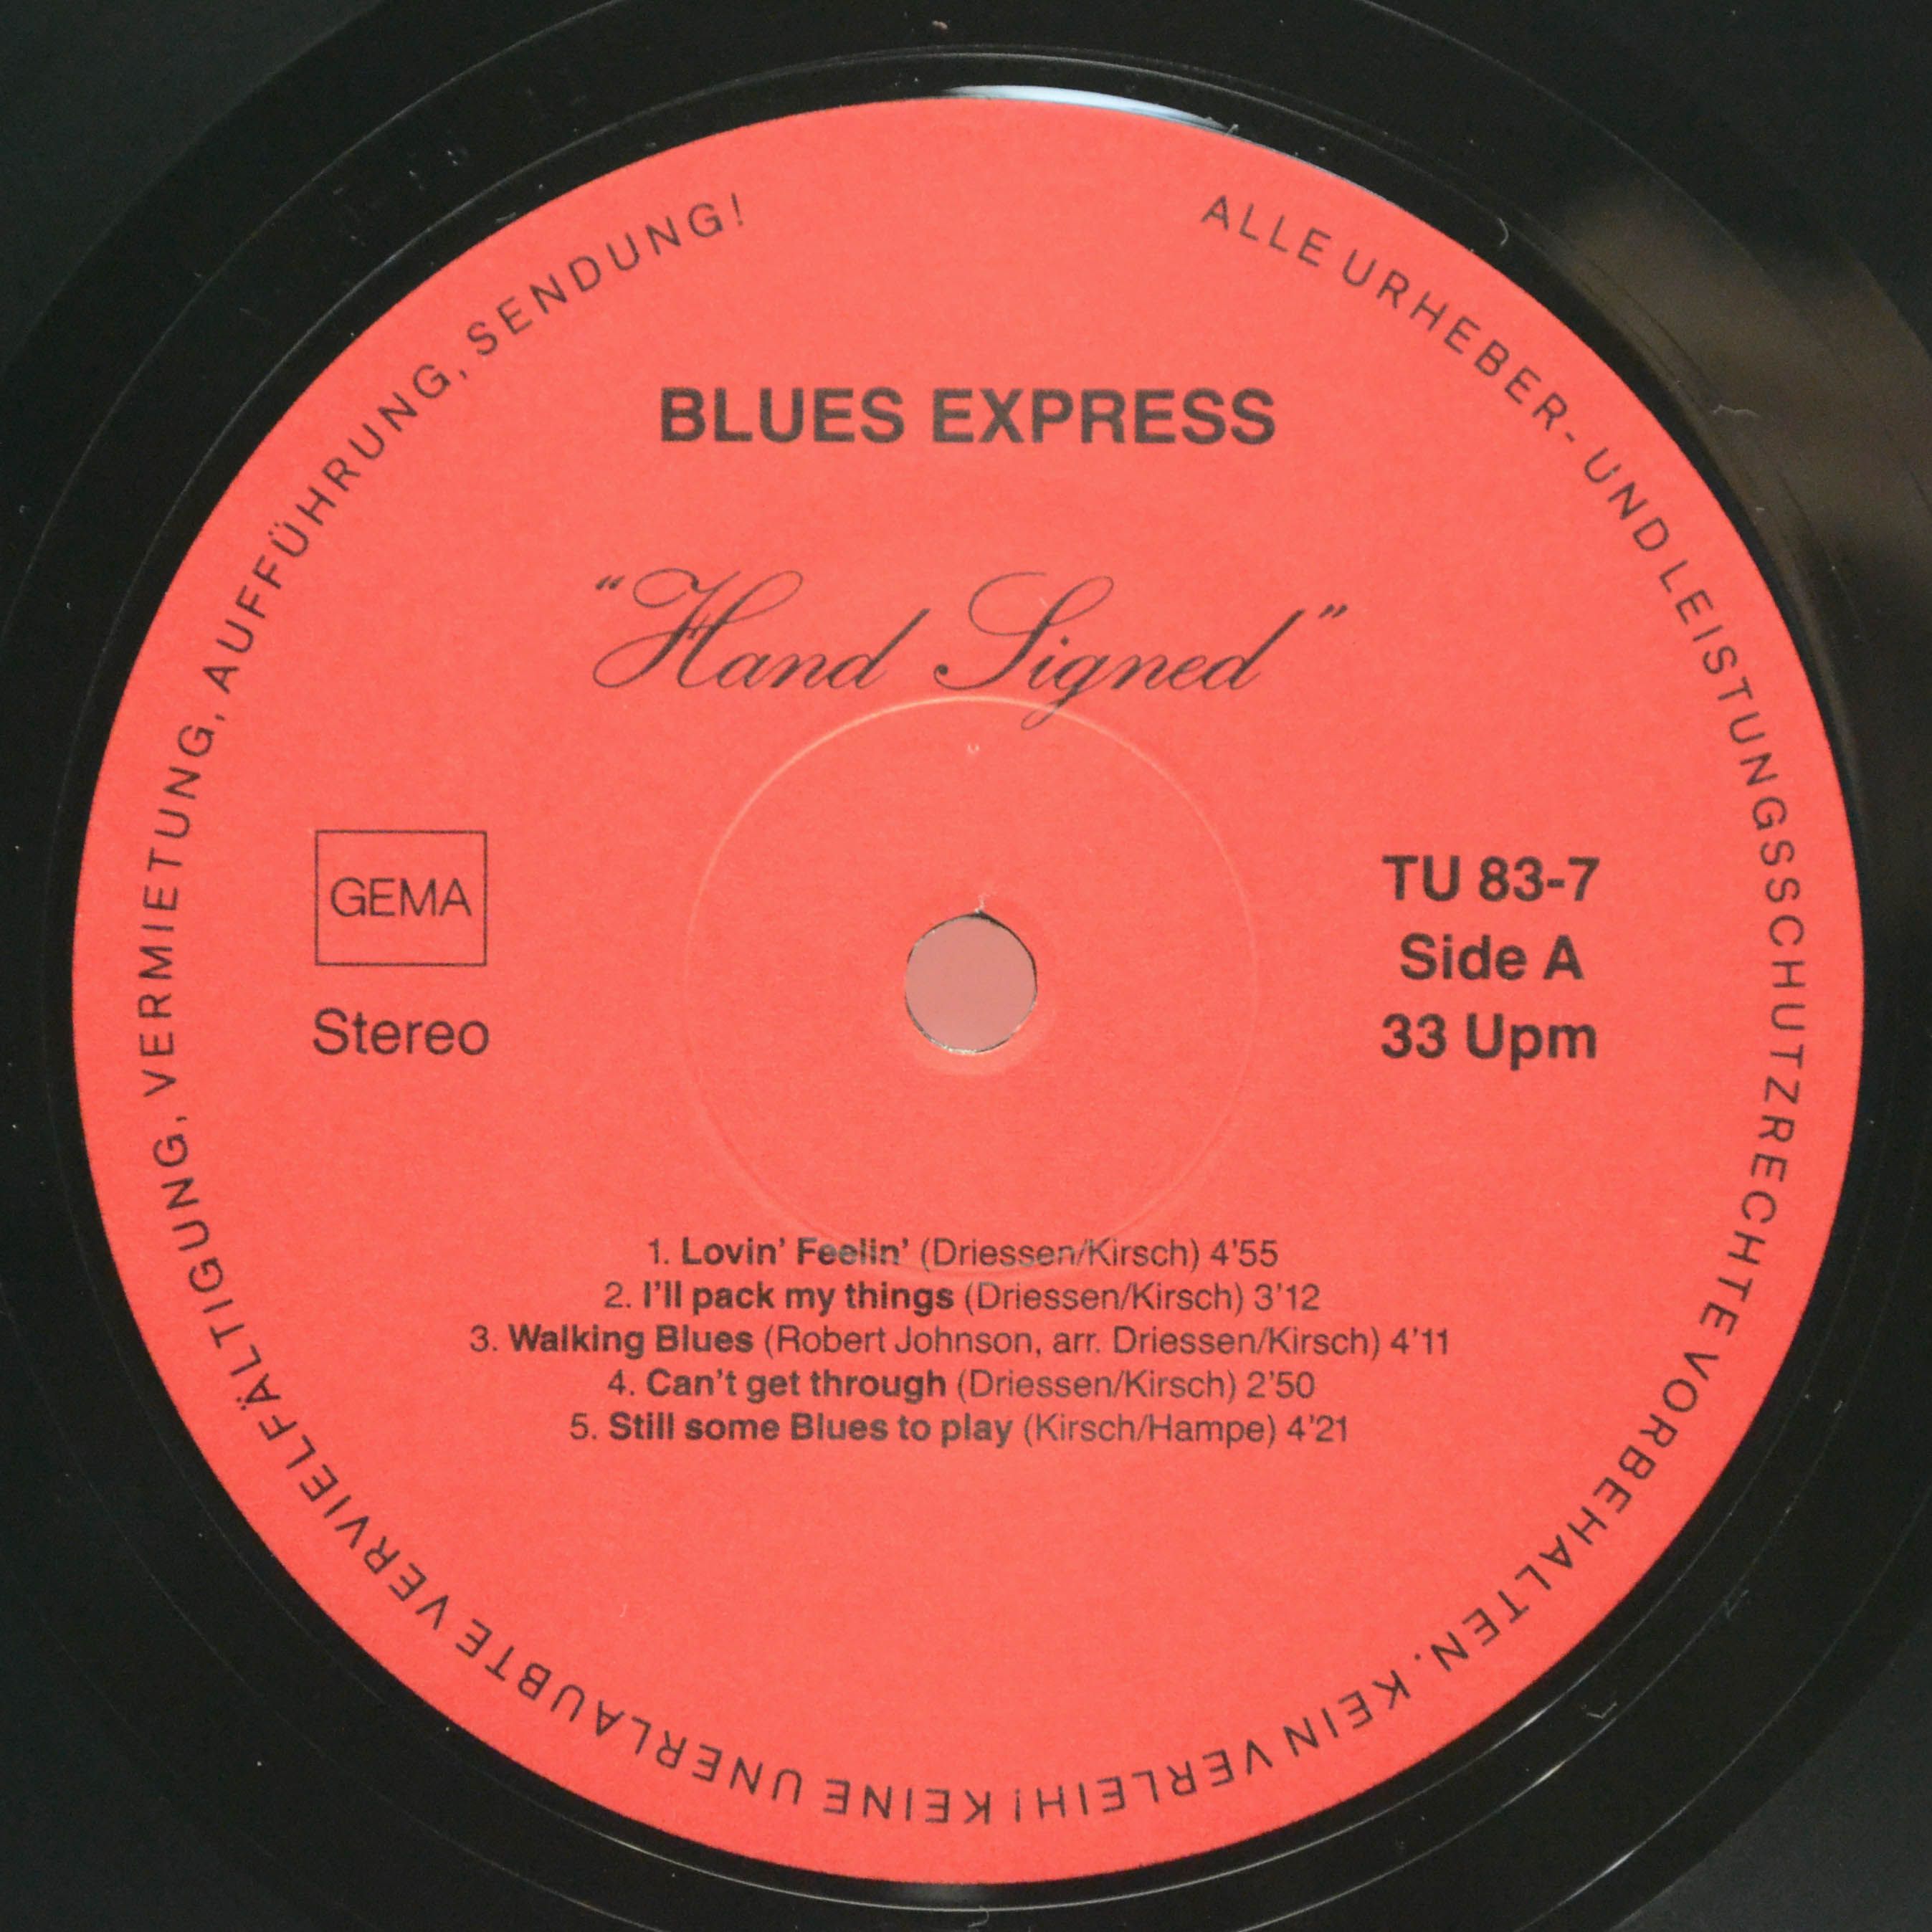 ALLE URHEBER- UND LEISTUNGSSCHUTZRECHTE VORBEHALTEN. KEIN VERLEIH! KEINE UNERLAUBTE VERVIELFÄLTIGUNG, VERMIETUNG, AUFFÜHRUNG, SENDUNG!
BLUES EXPRESS
"Hand Signed"
GEMA
Stereo
TU 83-7
Side A
33 Upm
1. Lovin' Feelin' (Driessen/Kirsch) 4'55
2. I'll pack my things (Driessen/Kirsch) 3'12
3. Walking Blues (Robert Johnson, arr. Driessen/Kirsch) 4'11
4. Can't get through (Driessen/Kirsch) 2'50
5. Still some Blues to play (Kirsch/Hampe) 4'21